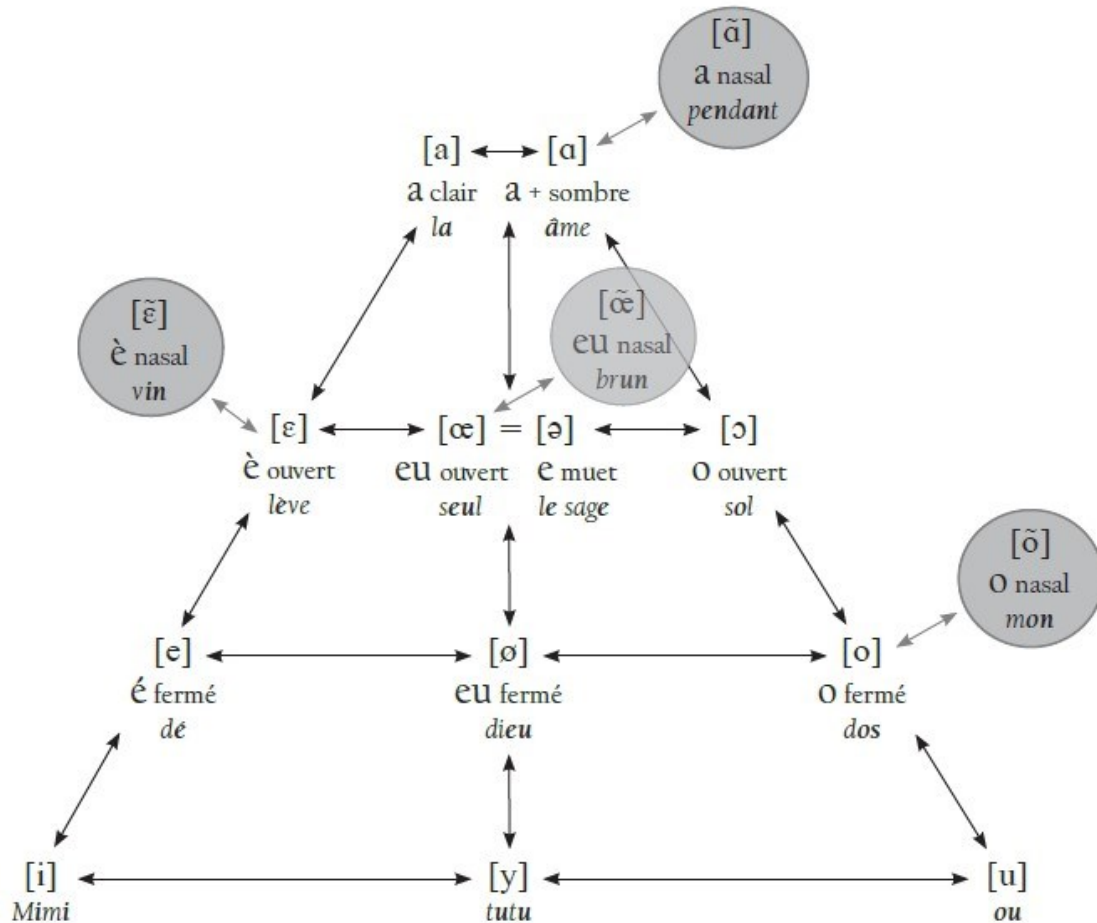 [ɑ̃]
a nasal
pendant
[a] [ɑ]
a clair a + sombre
la âme
[ɛ̃]
è nasal
vin
[œ̃]
eu nasal
brun
[ɛ] [œ] = [ə] [ɔ]
è ouvert eu ouvert e muet o ouvert
lève seul le sage sol
[õ]
o nasal
mon
[e] [ø] [o]
é fermé eu fermé o fermé
dé dieu dos
[i] [y] [u]
Mimi tutu ou